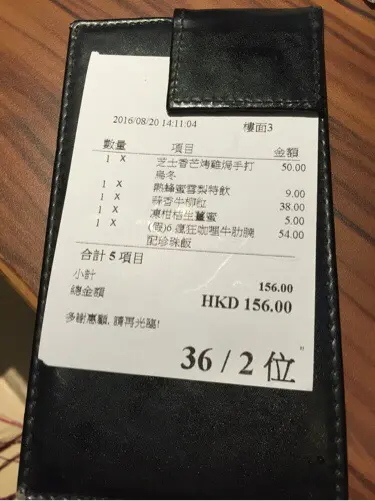 2016/08/20 14:11:04 樓面3
數量 項目 金額
1 X 芝士香芒烤雞焗手打 50.00
烏冬
1 X 熱蜂蜜雪梨特飲 9.00
1 X 蒜香牛柳粒 38.00
1 X 凍柑桔生薑蜜 5.00
1 X 飯)6.瘋狂咖哩牛肋腩 54.00
配珍珠飯
合計 5 項目
小計 156.00
總金額 HKD 156.00
多謝惠顧, 請再光臨!
36 / 2 位